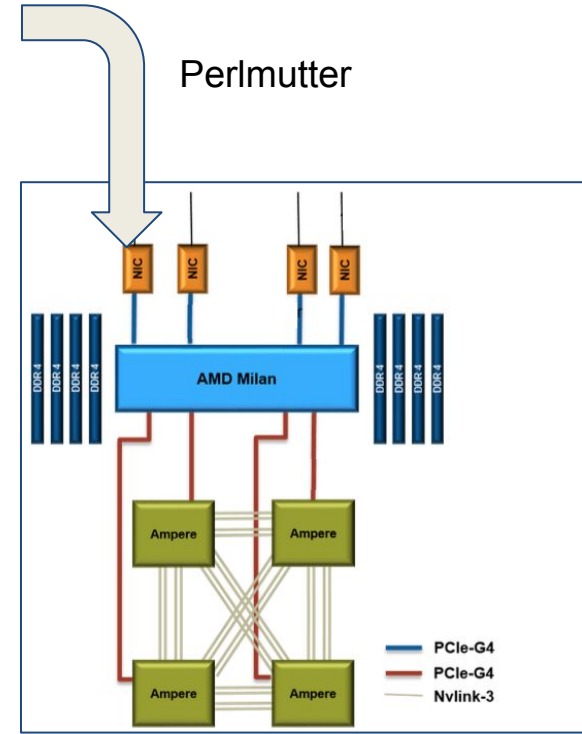 Perlmutter
NIC
NIC
NIC
NIC
DDR 4
DDR 4
DDR 4
DDR 4
AMD Milan
DDR 4
DDR 4
DDR 4
DDR 4
Ampere
Ampere
Ampere
Ampere
PCIe-G4
PCIe-G4
Nvlink-3